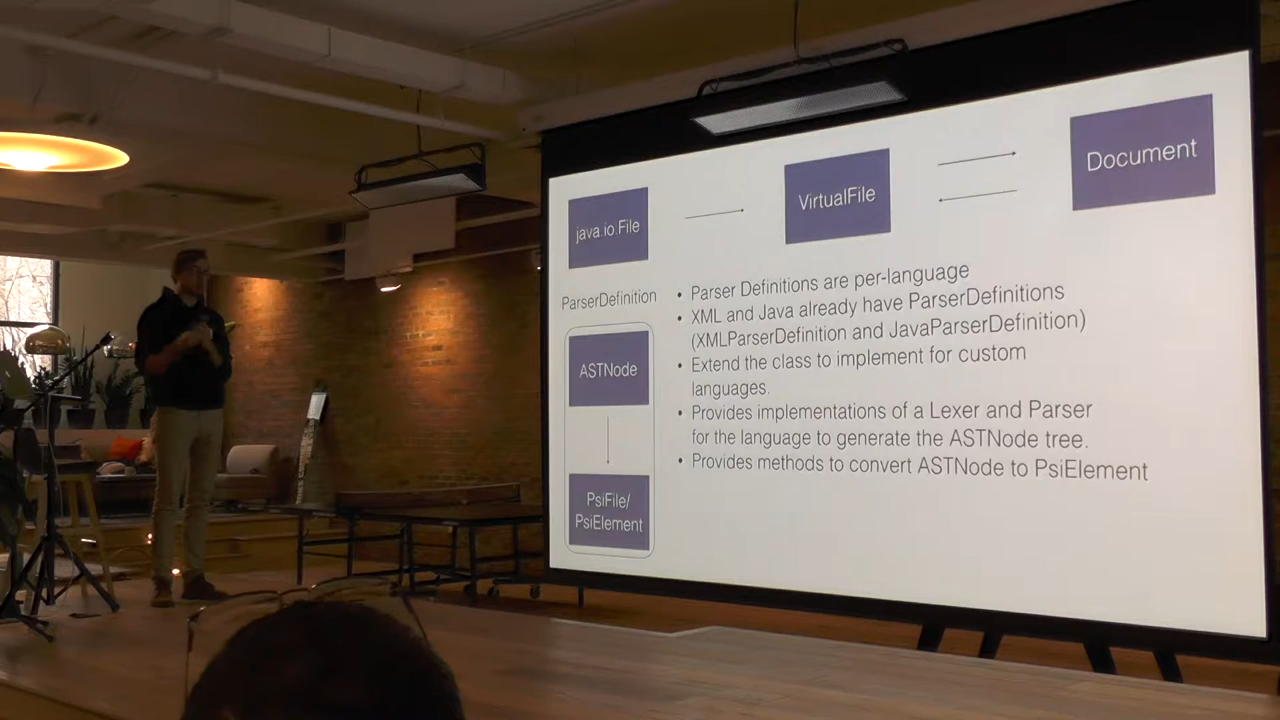 java.io.File
VirtualFile
Document
ParserDefinition
ASTNode
PsiFile/
PsiElement
• Parser Definitions are per-language
• XML and Java already have ParserDefinitions
(XMLParserDefinition and JavaParserDefinition)
• Extend the class to implement for custom
languages.
• Provides implementations of a Lexer and Parser
for the language to generate the ASTNode tree.
• Provides methods to convert ASTNode to PsiElement